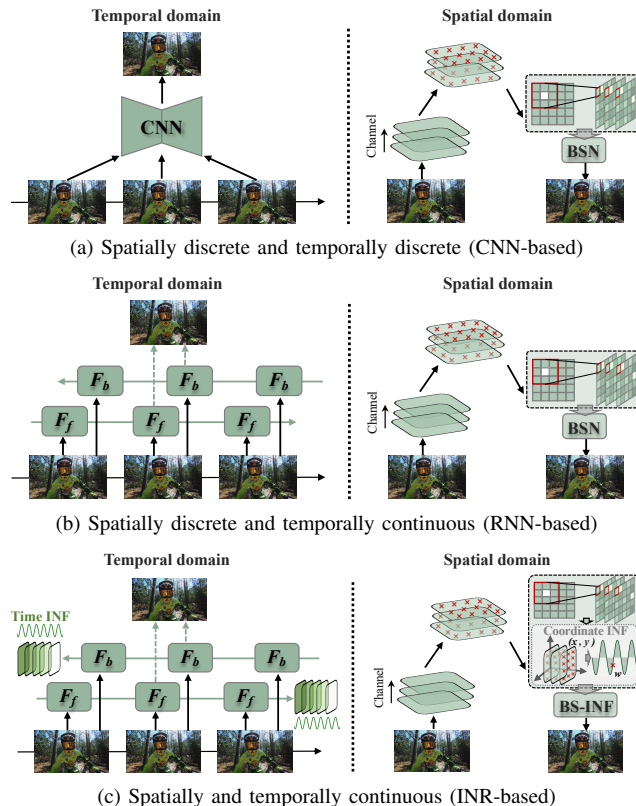 Temporal domain
Spatial domain
CNN
Channel
BSN
(a) Spatially discrete and temporally discrete (CNN-based)
Temporal domain
Spatial domain
F_b F_b F_b
F_f F_f F_f
Channel
BSN
(b) Spatially discrete and temporally continuous (RNN-based)
Temporal domain
Spatial domain
Time INF
F_b F_b F_b
F_f F_f F_f
Channel
Coordinate INF
(x, y)
w
BS-INF
(c) Spatially and temporally continuous (INR-based)